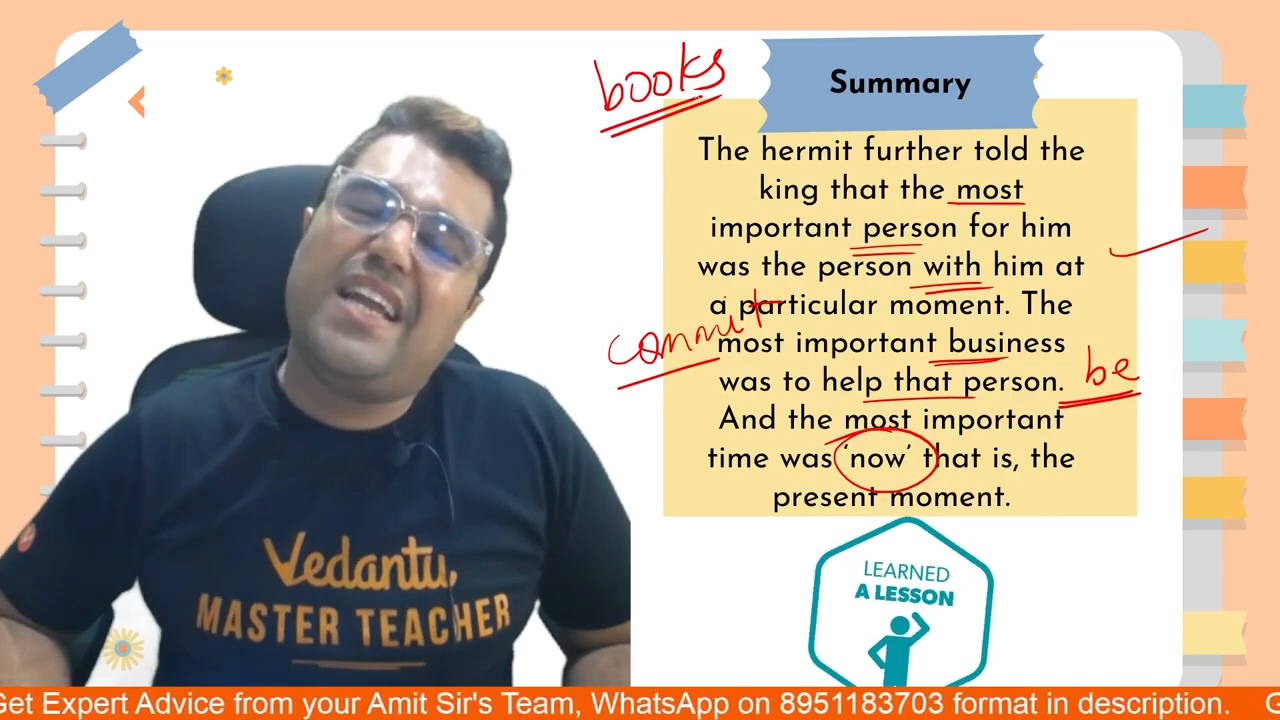 books
Summary
The hermit further told the
king that the most
important person for him
was the person with him at
a particular moment. The
most important business
was to help that person.
And the most important
time was 'now' that is, the
present moment.
commit
be
LEARNED
A LESSON
Vedantu
MASTER TEACHER
Get Expert Advice from your Amit Sir's Team, WhatsApp on 8951183703 format in description.